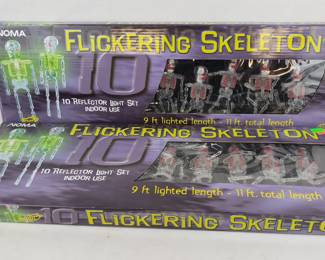 NOMA
FLICKERING SKELETON
10
10 REFLECTOR LIGHT SET
INDOOR USE
9 ft lighted length - 11 ft. total length
NOMA
FLICKERING SKELETON
10
10 REFLECTOR LIGHT SET
INDOOR USE
9 ft lighted length - 11 ft. total length
10 FLICKERING SKELETO